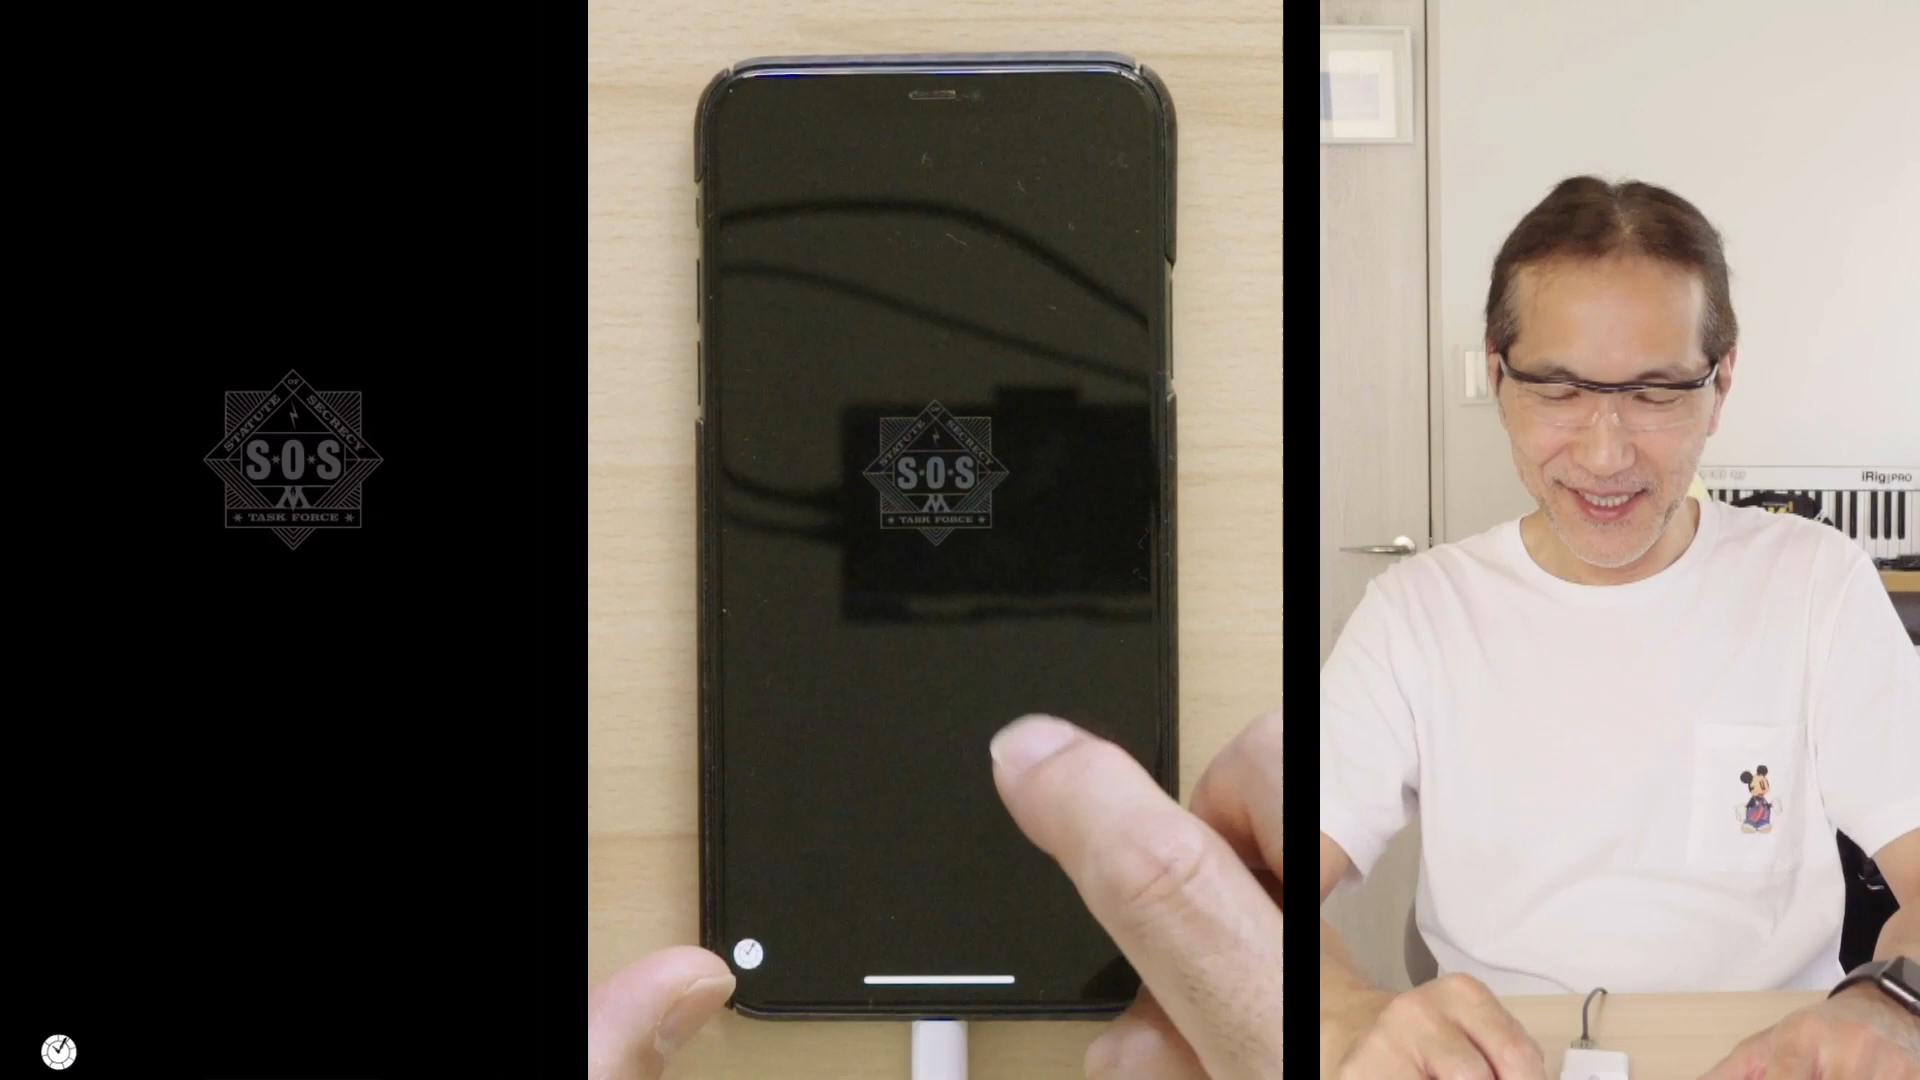 OF
STATUTE SECRECY
S*O*S
M
* TASK FORCE *
OF
STATUTE SECRECY
S·O·S
M
* TASK FORCE *
iRig PRO